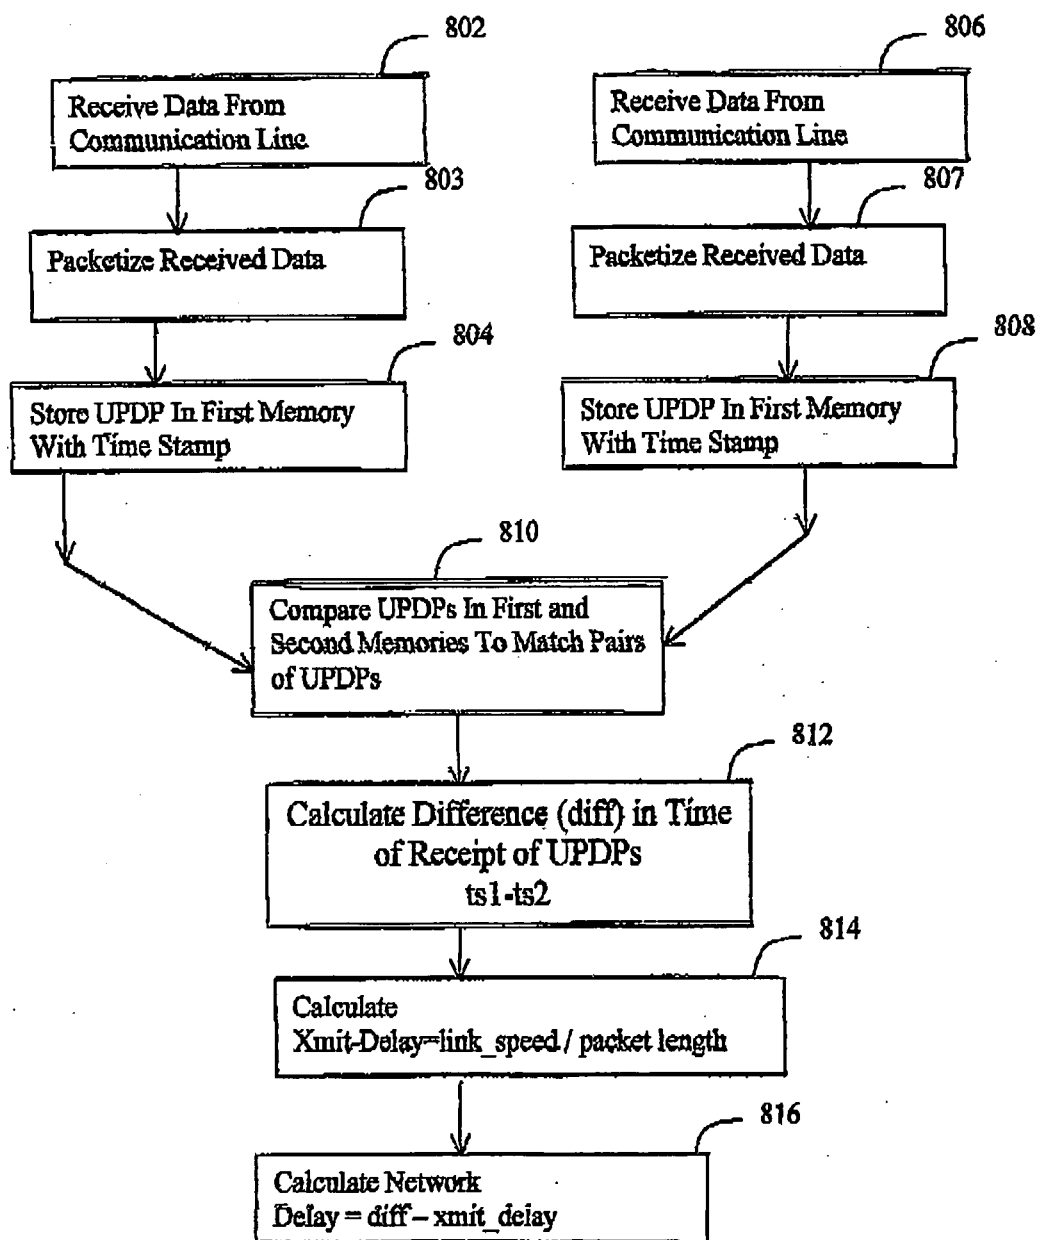 802
Receive Data From
Communication Line
803
Packetize Received Data
804
Store UPDP In First Memory
With Time Stamp
806
Receive Data From
Communication Line
807
Packetize Received Data
808
Store UPDP In First Memory
With Time Stamp
810
Compare UPDPs In First and
Second Memories To Match Pairs
of UPDPs
812
Calculate Difference (diff) in Time
of Receipt of UPDPs
ts1-ts2
814
Calculate
Xmit-Delay=link_speed / packet length
816
Calculate Network
Delay = diff – xmit_delay